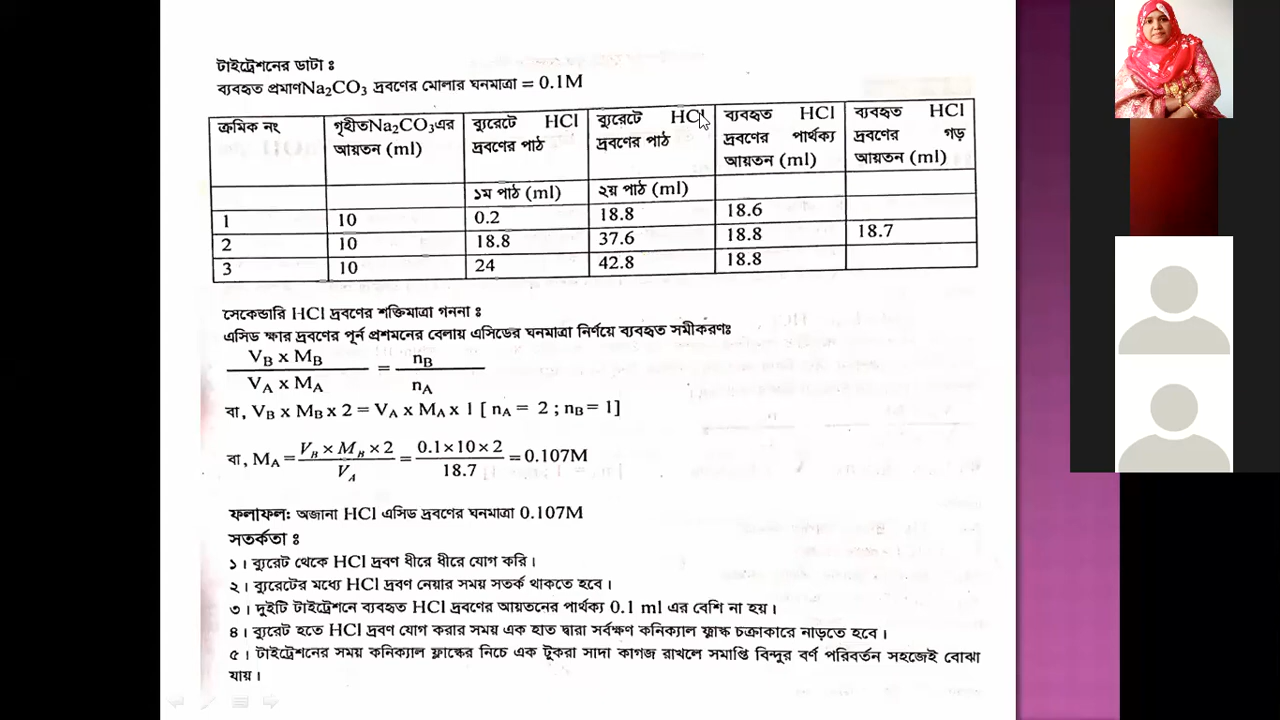 টাইট্রেশনের ডাটা ঃ
ব্যবহৃত প্রমাণNa₂CO₃ দ্রবণের মোলার ঘনমাত্রা = 0.1M
ক্রমিক নং গৃহীতNa₂CO₃এর আয়তন (ml) ব্যুরেটে HCl দ্রবণের পাঠ ব্যুরেটে HCl দ্রবণের পাঠ ব্যবহৃত HCl দ্রবণের পার্থক্য আয়তন (ml) ব্যবহৃত HCl দ্রবণের গড় আয়তন (ml)
১ম পাঠ (ml) ২য় পাঠ (ml)
1 10 0.2 18.8 18.6
2 10 18.8 37.6 18.8 18.7
3 10 24 42.8 18.8
সেকেন্ডারি HCl দ্রবণের শক্তিমাত্রা গননা ঃ
এসিড ক্ষার দ্রবণের পূর্ন প্রশমনের বেলায় এসিডের ঘনমাত্রা নির্ণয়ে ব্যবহৃত সমীকরণঃ
V_B x M_B / V_A x M_A = n_B / n_A
বা, V_B x M_B x 2 = V_A x M_A x 1 [ n_A = 2 ; n_B = 1]
বা, M_A = V_B × M_B × 2 / V_A = 0.1×10×2 / 18.7 = 0.107M
ফলাফল: অজানা HCl এসিড দ্রবণের ঘনমাত্রা 0.107M
সতর্কতা ঃ
১। ব্যুরেট থেকে HCl দ্রবণ ধীরে ধীরে যোগ করি।
২। ব্যুরেটের মধ্যে HCl দ্রবণ নেয়ার সময় সতর্ক থাকতে হবে।
৩। দুইটি টাইট্রেশনে ব্যবহৃত HCl দ্রবণের আয়তনের পার্থক্য 0.1 ml এর বেশি না হয়।
৪। ব্যুরেট হতে HCl দ্রবণ যোগ করার সময় এক হাত দ্বারা সর্বক্ষণ কনিক্যাল ফ্লাস্ক চক্রাকারে নাড়তে হবে।
৫। টাইট্রেশনের সময় কনিক্যাল ফ্লাস্কের নিচে এক টুকরা সাদা কাগজ রাখলে সমাপ্তি বিন্দুর বর্ণ পরিবর্তন সহজেই বোঝা
যায়।